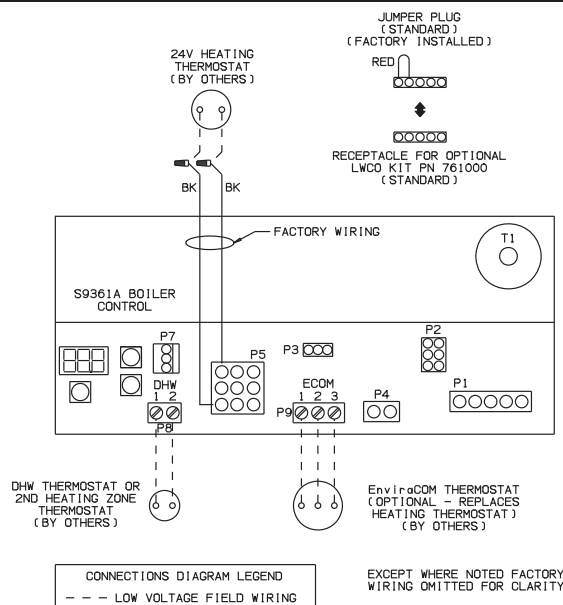 JUMPER PLUG
(STANDARD)
(FACTORY INSTALLED)
RED
24V HEATING
THERMOSTAT
(BY OTHERS)
RECEPTACLE FOR OPTIONAL
LWCO KIT PN 761000
(STANDARD)
BK
BK
FACTORY WIRING
T1
S9361A BOILER
CONTROL
P7
P5
P3
P2
P1
DHW
1 2
P8
ECOM
1 2 3
P9
P4
DHW THERMOSTAT OR
2ND HEATING ZONE
THERMOSTAT
(BY OTHERS)
EnviraCOM THERMOSTAT
(OPTIONAL - REPLACES
HEATING THERMOSTAT)
(BY OTHERS)
CONNECTIONS DIAGRAM LEGEND
--- LOW VOLTAGE FIELD WIRING
EXCEPT WHERE NOTED FACTORY
WIRING OMITTED FOR CLARITY